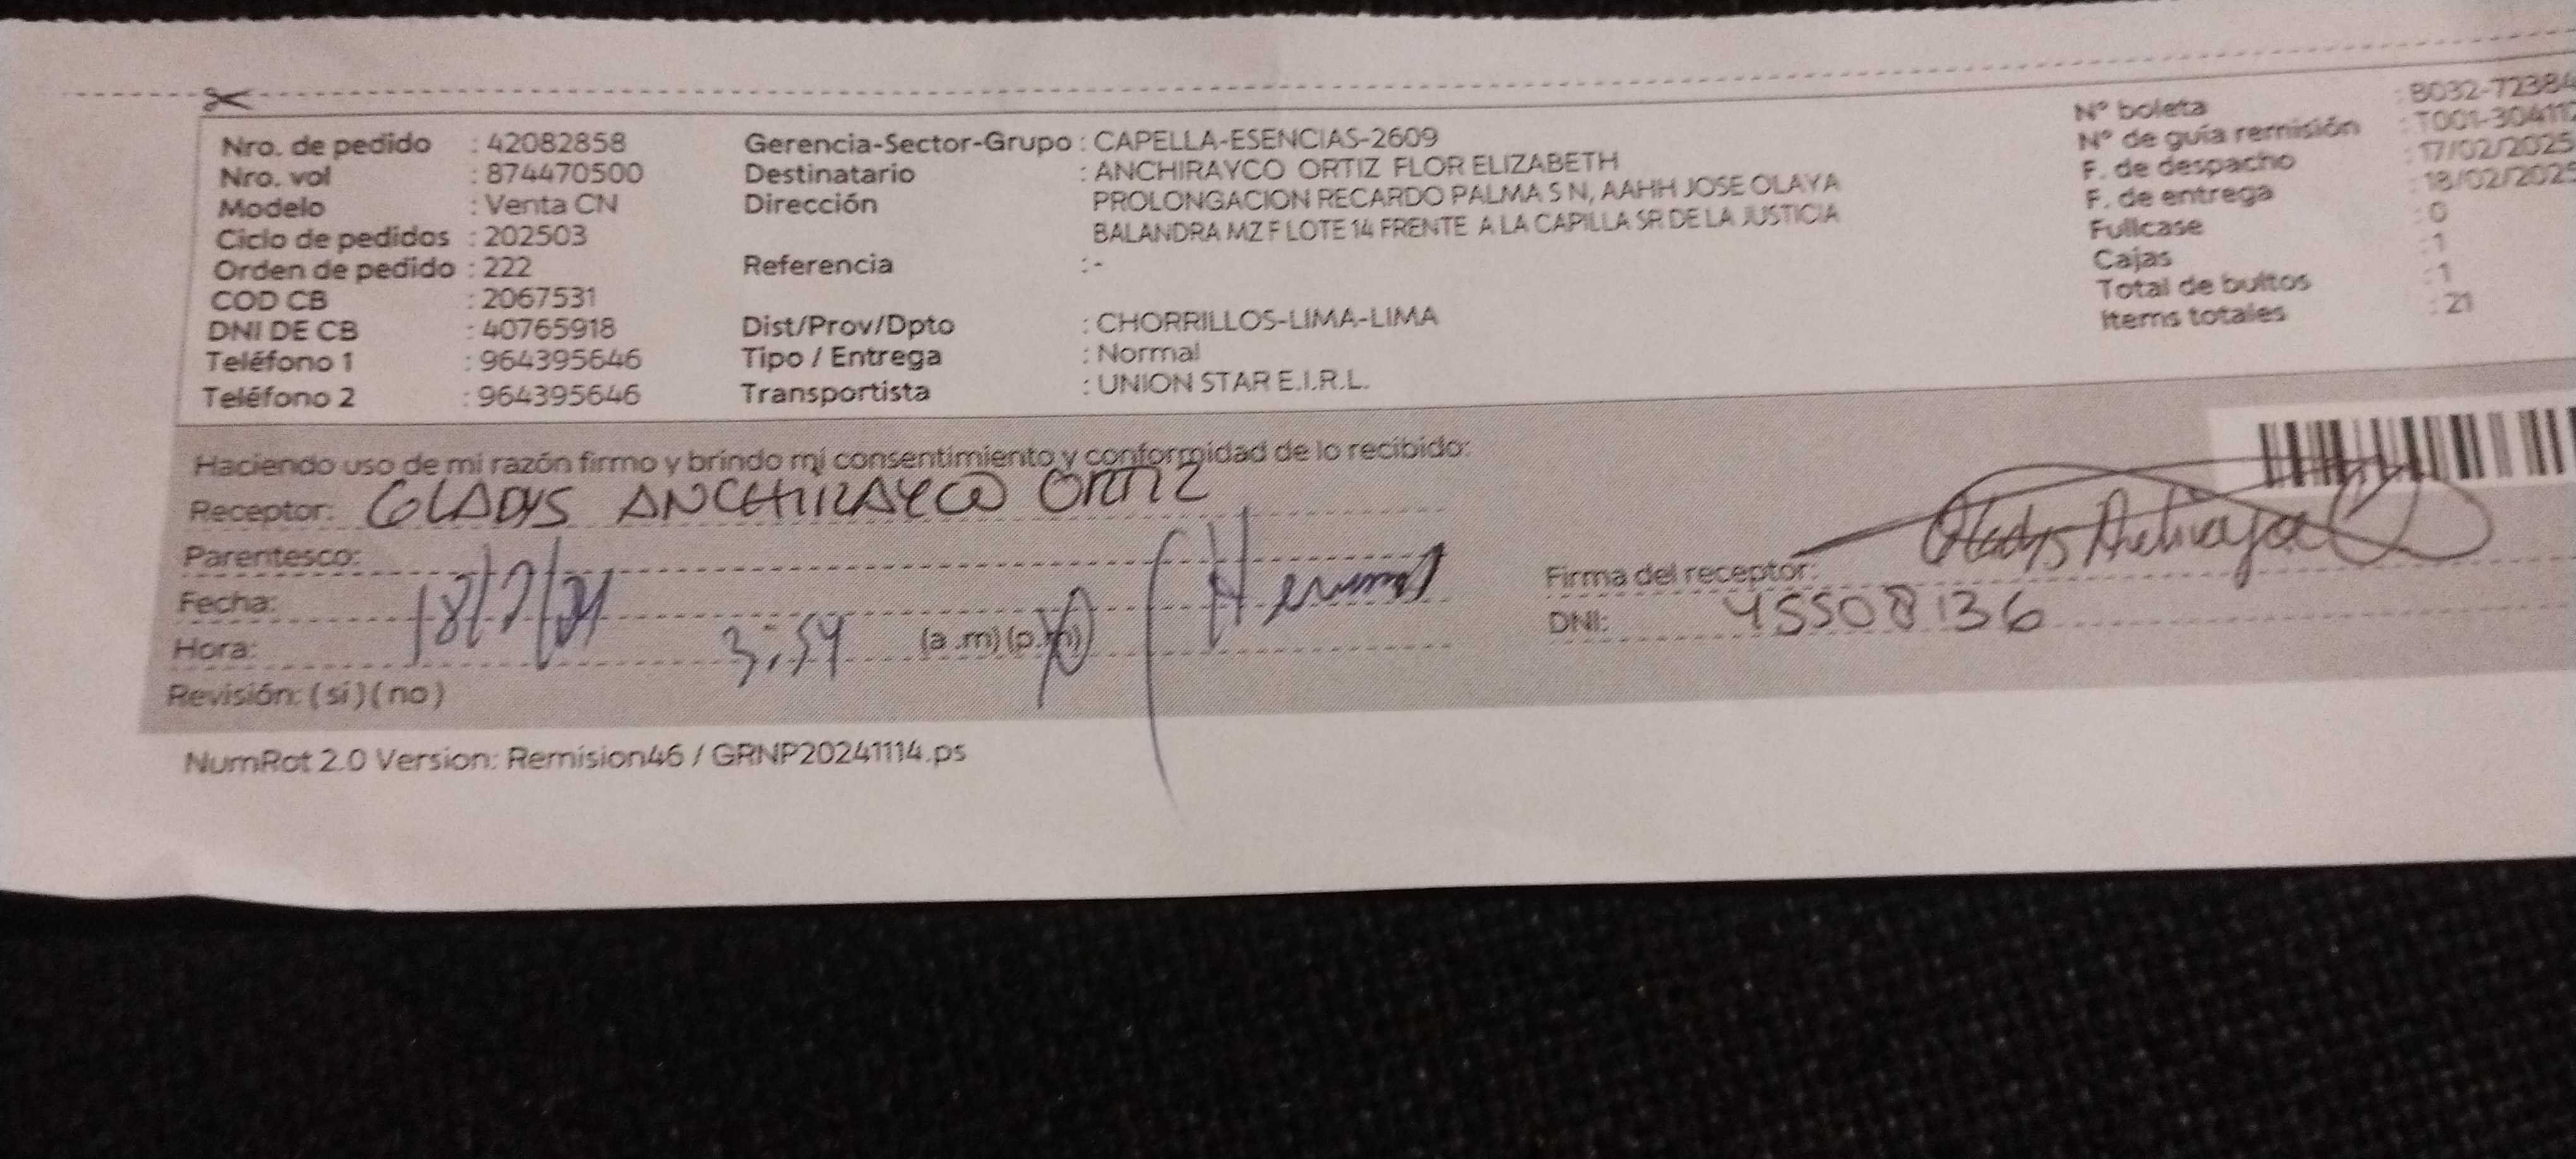 Nro. de pedido : 42082858
Nro. vol : 874470500
Modelo : Venta CN
Ciclo de pedidos : 202503
Orden de pedido : 222
COD CB : 2067531
DNI DE CB : 40765918
Teléfono 1 : 964395646
Teléfono 2 : 964395646
Gerencia-Sector-Grupo : CAPELLA-ESENCIAS-2609
Destinatario : ANCHIRAYCO ORTIZ FLOR ELIZABETH
Dirección PROLONGACION RECARDO PALMA S N, AAHH JOSE OLAYA
BALANDRA MZ F LOTE 14 FRENTE A LA CAPILLA SR DE LA JUSTICIA
Referencia :-
Dist/Prov/Dpto : CHORRILLOS-LIMA-LIMA
Tipo / Entrega : Normal
Transportista : UNION STAR E.I.R.L.
N° boleta : B032-72384
N° de guía remisión : T001-304112
F. de despacho : 17/02/2025
F. de entrega : 18/02/2025
Fullcase : 0
Cajas : 1
Total de bultos : 1
Items totales : 21
Haciendo uso de mi razón firmo y brindo mi consentimiento y conformidad de lo recibido:
Receptor: GLADYS ANCHIRAYCO ORTIZ
Parentesco:
Fecha:
Hora: 3:54 (a .m) (p.m)
Revisión: ( sí ) ( no )
Firma del receptor:
DNI: 45508136
NumRot 2.0 Version: Remision46 / GRNP20241114.ps